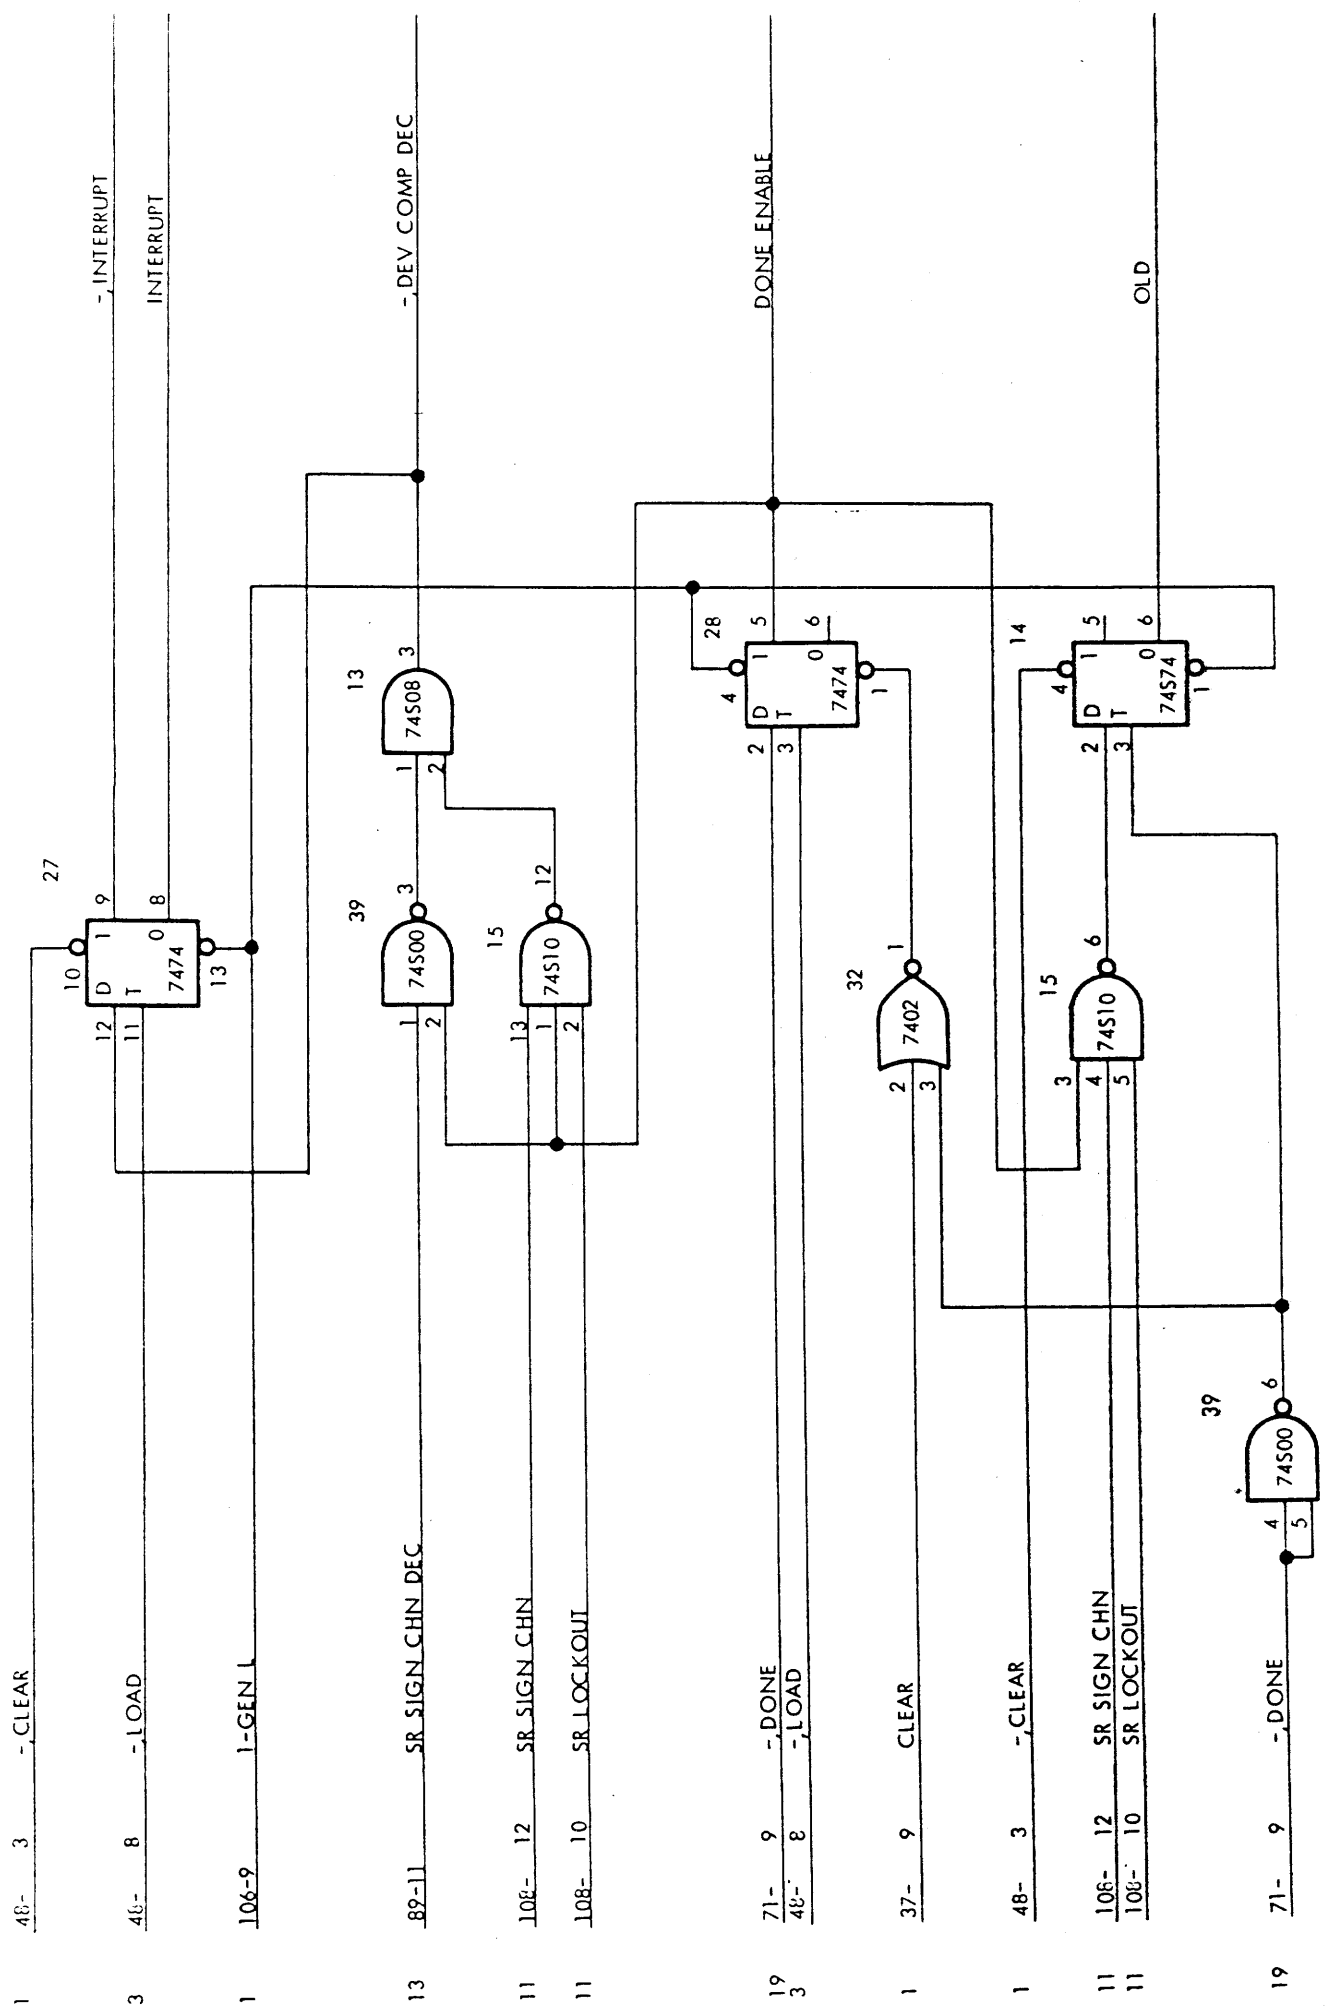 1 48- 3 -,CLEAR
3 48- 8 -,LOAD
1 106-9 1-GEN L
12 D 1 9 -,INTERRUPT
11 T 0 8 INTERRUPT
10 7474 13 27
13 89-11 SR SIGN CHN DEC
1 2 74S00 3 39
1 2 74S08 3 13 -,DEV COMP DEC
11 108- 12 SR SIGN CHN
11 108- 10 SR LOCKOUT
13 1 2 74S10 12 15
19 71- 9 -,DONE
3 48- 8 -,LOAD
2 D 1 5 DONE ENABLE
3 T 0 6
4 7474 1 28
1 37- 9 CLEAR
2 3 7402 1 32
1 48- 3 -,CLEAR
11 108- 12 SR SIGN CHN
11 108- 10 SR LOCKOUT
3 4 5 74S10 6 15
2 D 1 5
3 T 0 6 OLD
4 74S74 1 14
19 71- 9 -,DONE
4 5 74S00 6 39